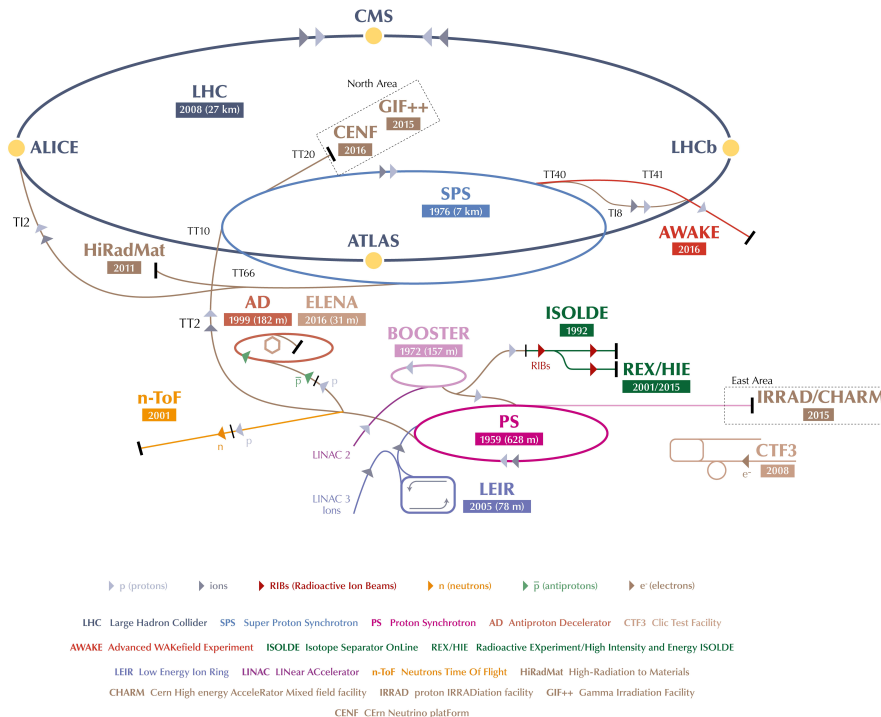 CMS
LHC
2008 (27 km)
North Area
GIF++
2015
CENF
2016
ALICE
LHCb
TT20
TT40
TT41
SPS
1976 (7 km)
TI2
TI8
TT10
AWAKE
2016
ATLAS
HiRadMat
2011
TT66
AD
1999 (182 m)
ELENA
2016 (31 m)
ISOLDE
1992
TT2
BOOSTER
1972 (157 m)
RIBs
REX/HIE
2001/2015
p̅
p
East Area
n-ToF
2001
IRRAD/CHARM
2015
PS
1959 (628 m)
n
p
LINAC 2
CTF3
2008
e-
LEIR
2005 (78 m)
LINAC 3
Ions
p (protons) ions RIBs (Radioactive Ion Beams) n (neutrons) p̅ (antiprotons) e- (electrons)
LHC Large Hadron Collider SPS Super Proton Synchrotron PS Proton Synchrotron AD Antiproton Decelerator CTF3 Clic Test Facility
AWAKE Advanced WAKefield Experiment ISOLDE Isotope Separator OnLine REX/HIE Radioactive EXperiment/High Intensity and Energy ISOLDE
LEIR Low Energy Ion Ring LINAC LINear ACcelerator n-ToF Neutrons Time Of Flight HiRadMat High-Radiation to Materials
CHARM Cern High energy AcceleRator Mixed field facility IRRAD proton IRRADiation facility GIF++ Gamma Irradiation Facility
CENF CErn Neutrino platForm